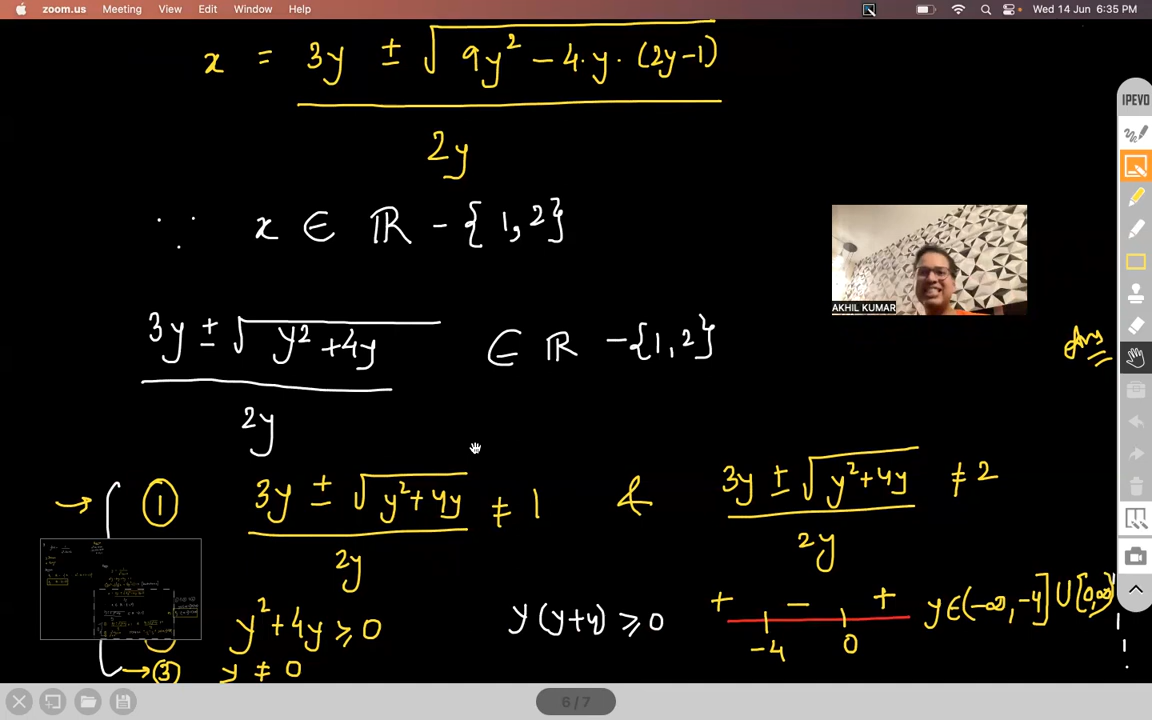 zoom.us Meeting View Edit Window Help Wed 14 Jun 6:35 PM
x = 3y ± √(9y² − 4·y·(2y−1)) / 2y
IPEVO
∵ x ∈ ℝ − {1,2}
AKHIL KUMAR
3y ± √(y² + 4y) / 2y ∈ ℝ − {1,2}
Ans
→ ① 3y ± √(y² + 4y) / 2y ≠ 1 & 3y ± √(y² + 4y) / 2y ≠ 2
y² + 4y ⩾ 0 y(y+4) ⩾ 0 + − + −4 0 y ∈ (−∞, −4] ∪ [0, ∞)
→ ③ y ≠ 0
6 / 7